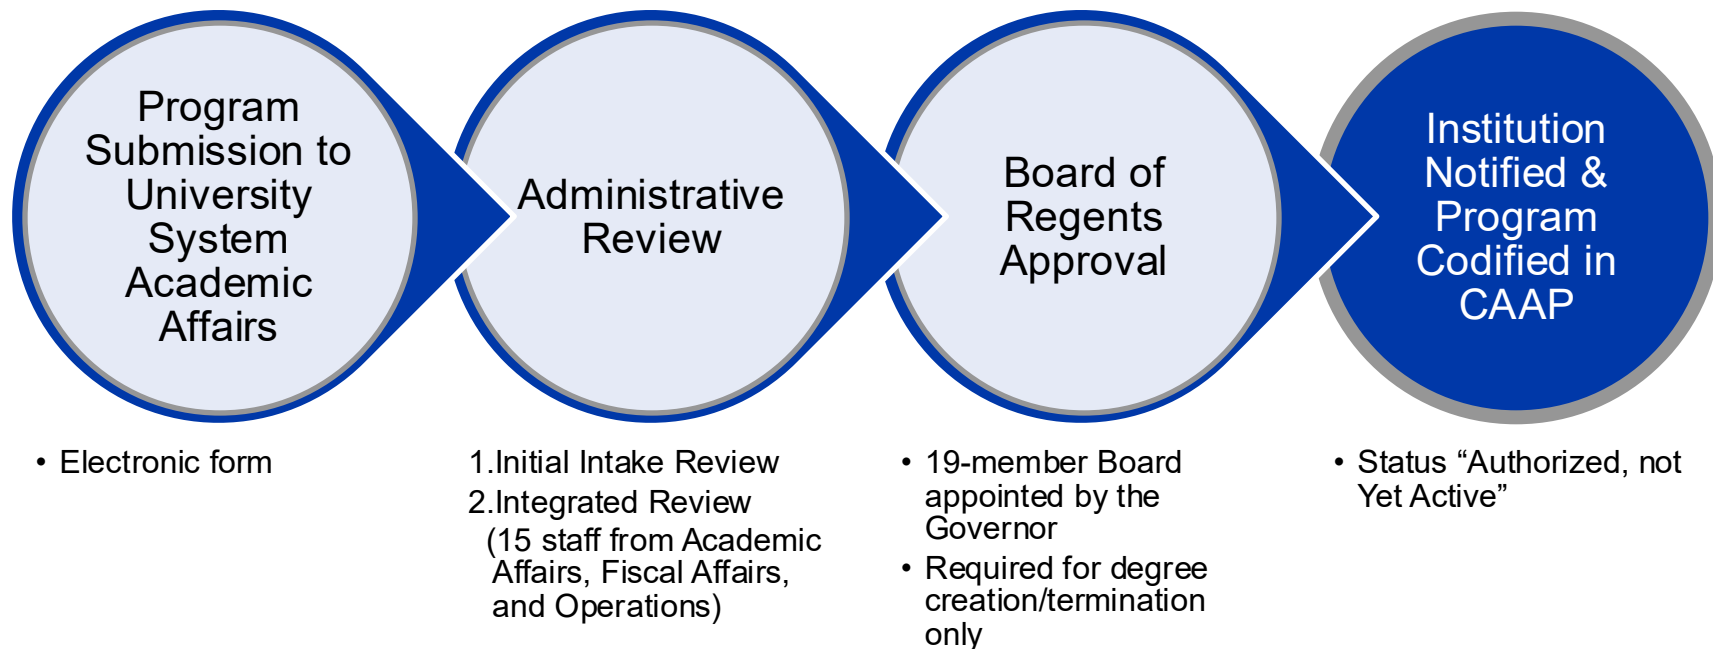 Program
Submission to
University
System
Academic
Affairs
Administrative
Review
Board of
Regents
Approval
Institution
Notified &
Program
Codified in
CAAP
• Electronic form
1.Initial Intake Review
2.Integrated Review
(15 staff from Academic
Affairs, Fiscal Affairs,
and Operations)
• 19-member Board
appointed by the
Governor
• Required for degree
creation/termination
only
• Status “Authorized, not
Yet Active”